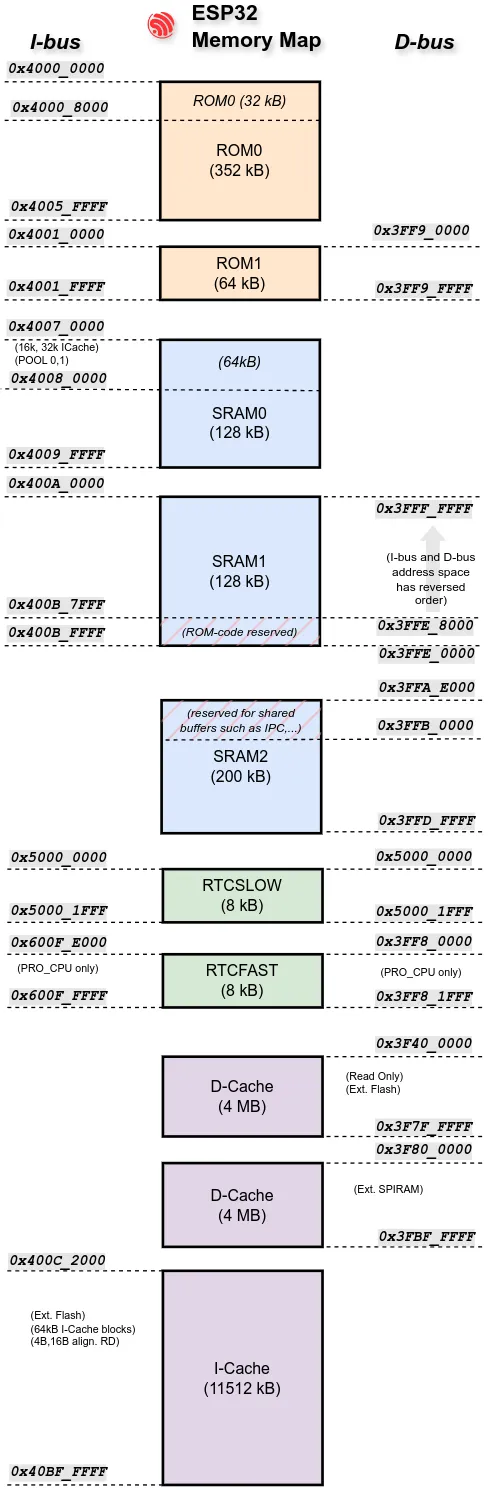 ESP32
Memory Map
I-bus
D-bus
0x4000_0000
ROM0 (32 kB)
0x4000_8000
ROM0
(352 kB)
0x4005_FFFF
0x4001_0000
0x3FF9_0000
ROM1
(64 kB)
0x4001_FFFF
0x3FF9_FFFF
0x4007_0000
(16k, 32k ICache)
(POOL 0,1)
(64kB)
0x4008_0000
SRAM0
(128 kB)
0x4009_FFFF
0x400A_0000
0x3FFF_FFFF
SRAM1
(128 kB)
(I-bus and D-bus
address space
has reversed
order)
0x400B_7FFF
0x3FFE_8000
0x400B_FFFF
(ROM-code reserved)
0x3FFE_0000
0x3FFA_E000
(reserved for shared
buffers such as IPC,...)
0x3FFB_0000
SRAM2
(200 kB)
0x3FFD_FFFF
0x5000_0000
0x5000_0000
RTCSLOW
(8 kB)
0x5000_1FFF
0x5000_1FFF
0x600F_E000
0x3FF8_0000
(PRO_CPU only)
RTCFAST
(8 kB)
(PRO_CPU only)
0x600F_FFFF
0x3FF8_1FFF
0x3F40_0000
D-Cache
(4 MB)
(Read Only)
(Ext. Flash)
0x3F7F_FFFF
0x3F80_0000
D-Cache
(4 MB)
(Ext. SPIRAM)
0x3FBF_FFFF
0x400C_2000
(Ext. Flash)
(64kB I-Cache blocks)
(4B,16B align. RD)
I-Cache
(11512 kB)
0x40BF_FFFF